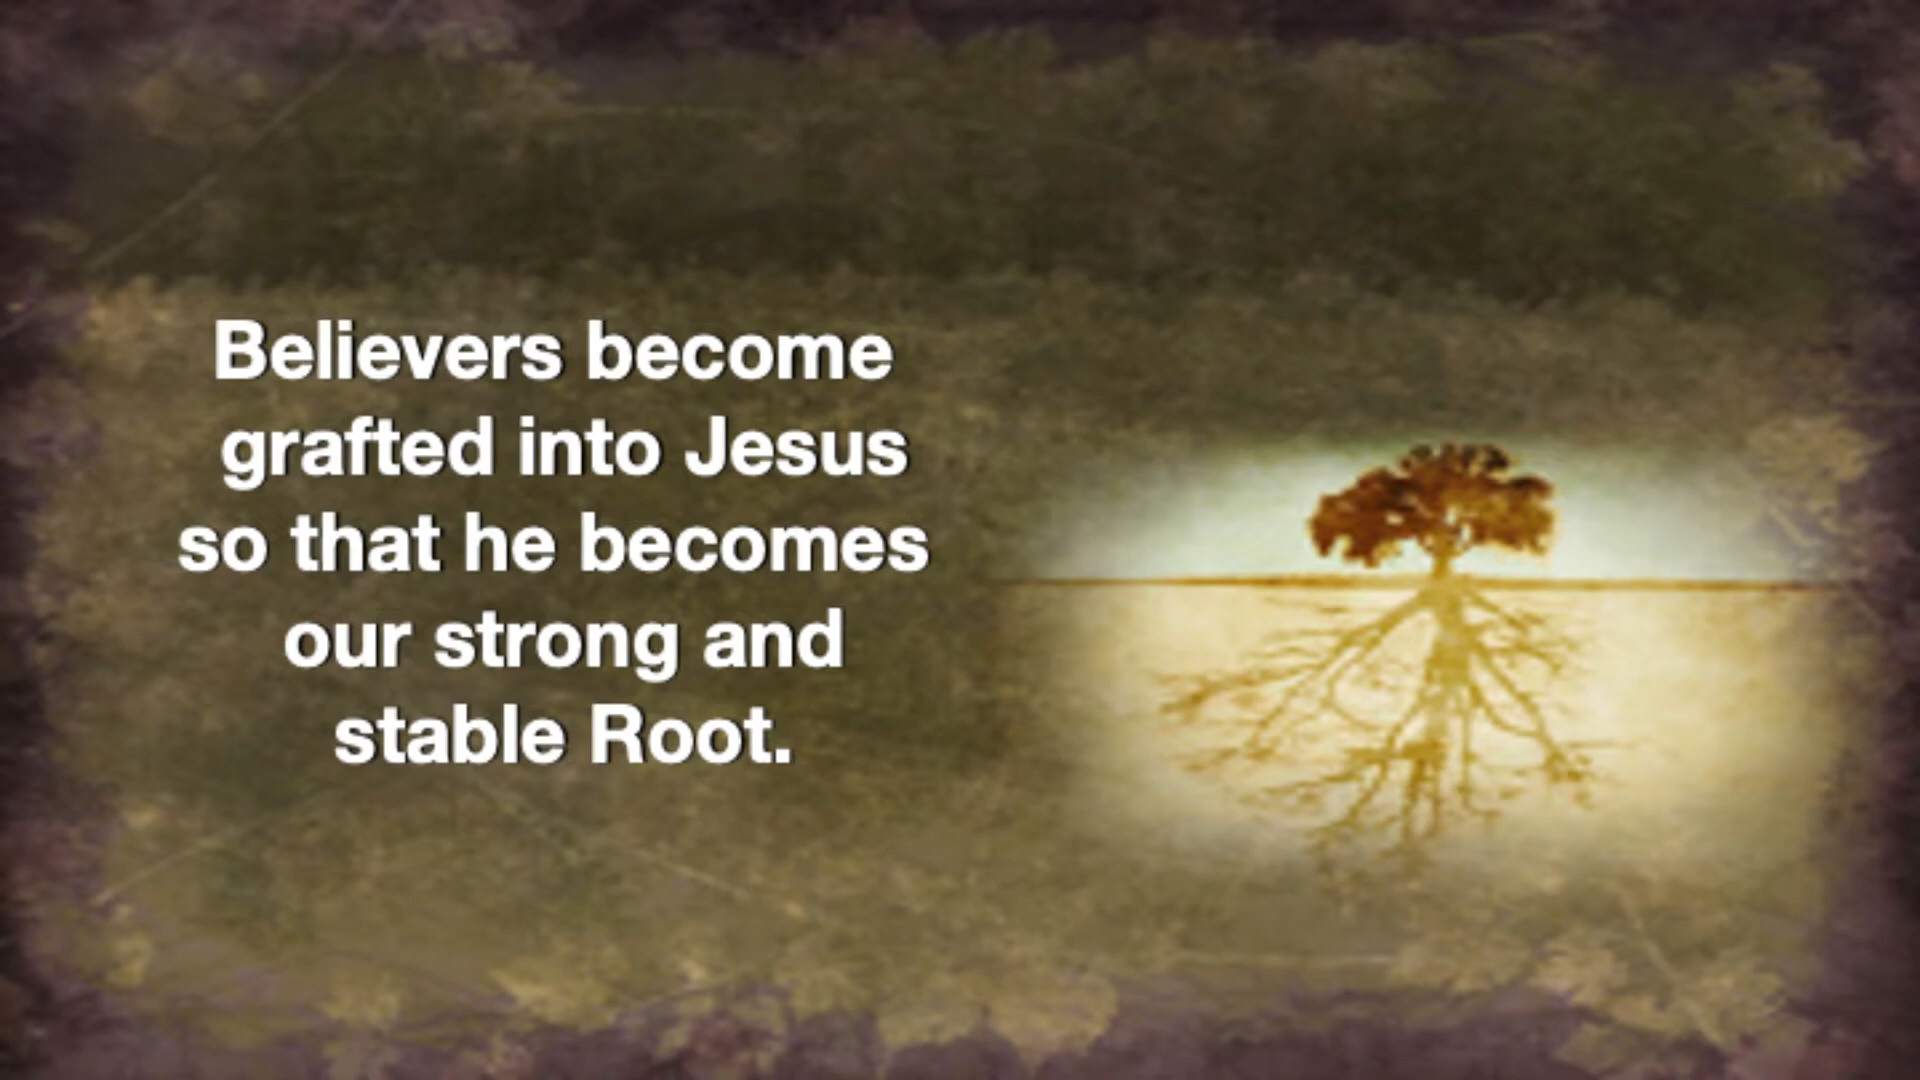 Believers become
grafted into Jesus
so that he becomes
our strong and
stable Root.